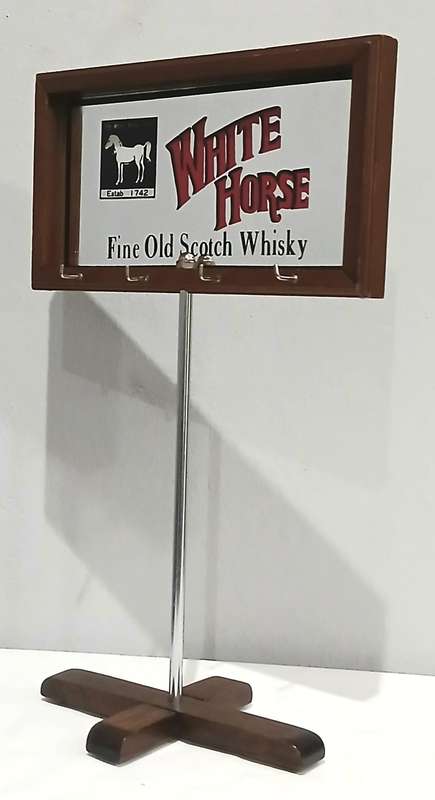 Estab 1742
WHITE
HORSE
Fine Old Scotch Whisky